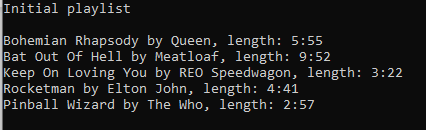 Initial playlist
Bohemian Rhapsody by Queen, length: 5:55
Bat Out Of Hell by Meatloaf, length: 9:52
Keep On Loving You by REO Speedwagon, length: 3:22
Rocketman by Elton John, length: 4:41
Pinball Wizard by The Who, length: 2:57